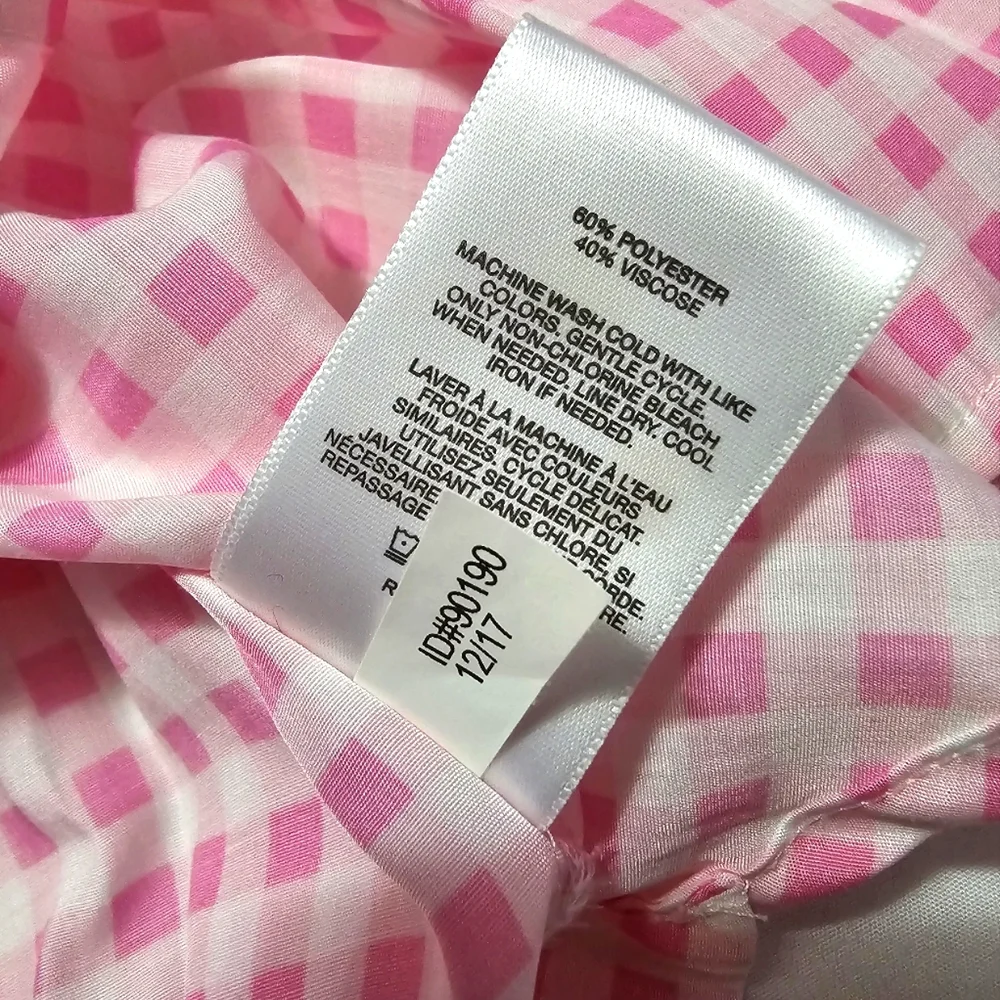 60% POLYESTER
40% VISCOSE
MACHINE WASH COLD WITH LIKE
COLORS. GENTLE CYCLE.
ONLY NON-CHLORINE BLEACH
WHEN NEEDED. LINE DRY. COOL
IRON IF NEEDED.
LAVER À LA MACHINE À L'EAU
FROIDE AVEC COULEURS
SIMILAIRES, CYCLE DÉLICAT.
UTILISEZ SEULEMENT DU
JAVELLISANT SANS CHLORE, SI
NÉCESSAIRE
REPASSAGE
R
ID#90190
12/17